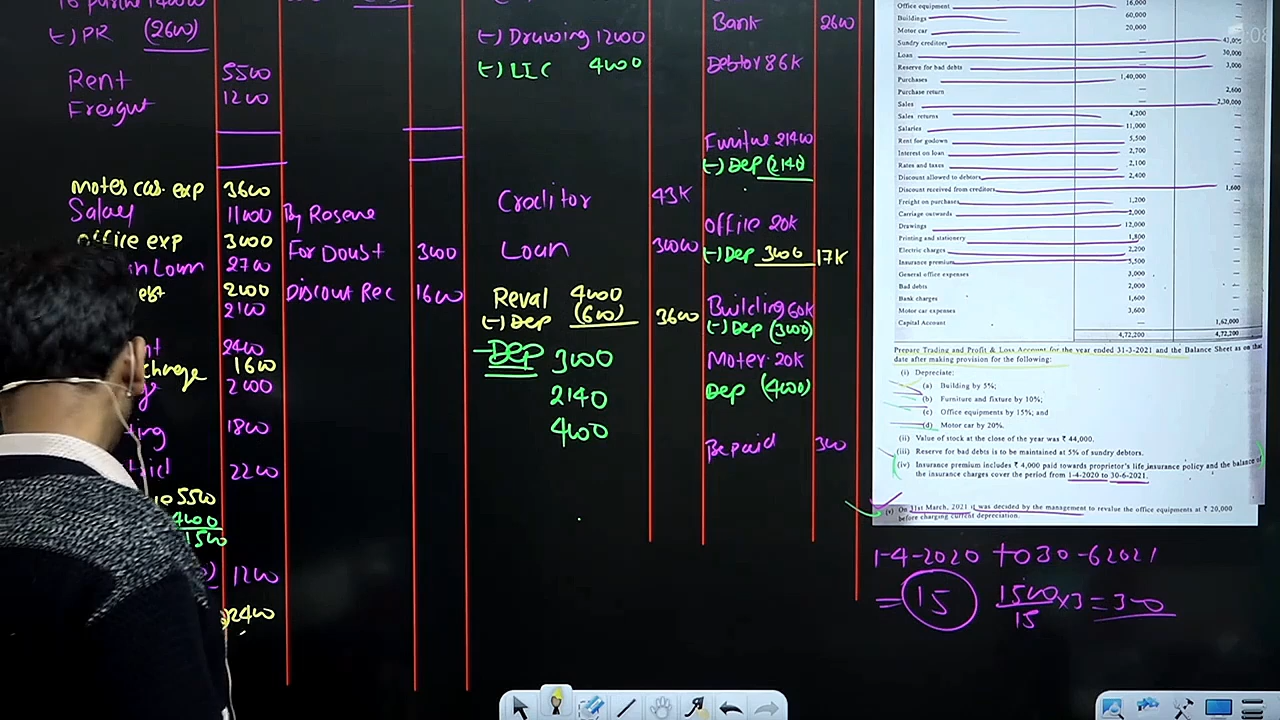 (-) PR (2600)
Rent
Freight 1200
Motes car exp 3600
Salary 11000
office exp
2100
2100
2400
charge 1600
2000
1800
2200
5500
4000
1500
1200
2400
By Reserve
For Doubt 300
Discount Rec 1600
(-) Drawing 12000
(-) LIC 4000
Creditor 43K
Loan 30000
Reval 4000
(-) Dep (600) 3600
DEP 3000
2140
4000
Bank 2600
Debtor 86K
Furniture 21400
(-) Dep (2140)
office 20K
(-) Dep 3000 17K
Building 60K
(-) Dep (3000)
Moter 20K
Dep (4000)
Prepaid 300
Office equipment 16,000 —
Buildings 60,000 —
Motor car 20,000 —
Sundry creditors — 43,000
Loan — 30,000
Reserve for bad debts — 3,000
Purchases 1,40,000 —
Purchase return — 2,600
Sales — 2,30,000
Sales returns 4,200 —
Salaries 11,000 —
Rent for godown 5,500 —
Interest on loan 2,700 —
Rates and taxes 2,100 —
Discount allowed to debtors 2,400 —
Discount received from creditors — 1,600
Freight on purchases 1,200 —
Carriage outwards 2,000 —
Drawings 12,000 —
Printing and stationery 1,800 —
Electric charges 2,200 —
Insurance premium 5,500 —
General office expenses 3,000 —
Bad debts 2,000 —
Bank charges 1,600 —
Motor car expenses 3,600 —
Capital Account — 1,62,000
4,72,200 4,72,200
Prepare Trading and Profit & Loss Account for the year ended 31-3-2021 and the Balance Sheet as on that
date after making provision for the following:
(i) Depreciate:
(a) Building by 5%;
(b) Furniture and fixture by 10%;
(c) Office equipments by 15%; and
(d) Motor car by 20%.
(ii) Value of stock at the close of the year was ₹ 44,000.
(iii) Reserve for bad debts is to be maintained at 5% of sundry debtors.
(iv) Insurance premium includes ₹ 4,000 paid towards proprietor's life insurance policy and the balance of
the insurance charges cover the period from 1-4-2020 to 30-6-2021.
(v) On 31st March, 2021 it was decided by the management to revalue the office equipments at ₹ 20,000
before charging current depreciation.
1-4-2020 to 30-6-2021
= 15 1500/15 × 3 = 300